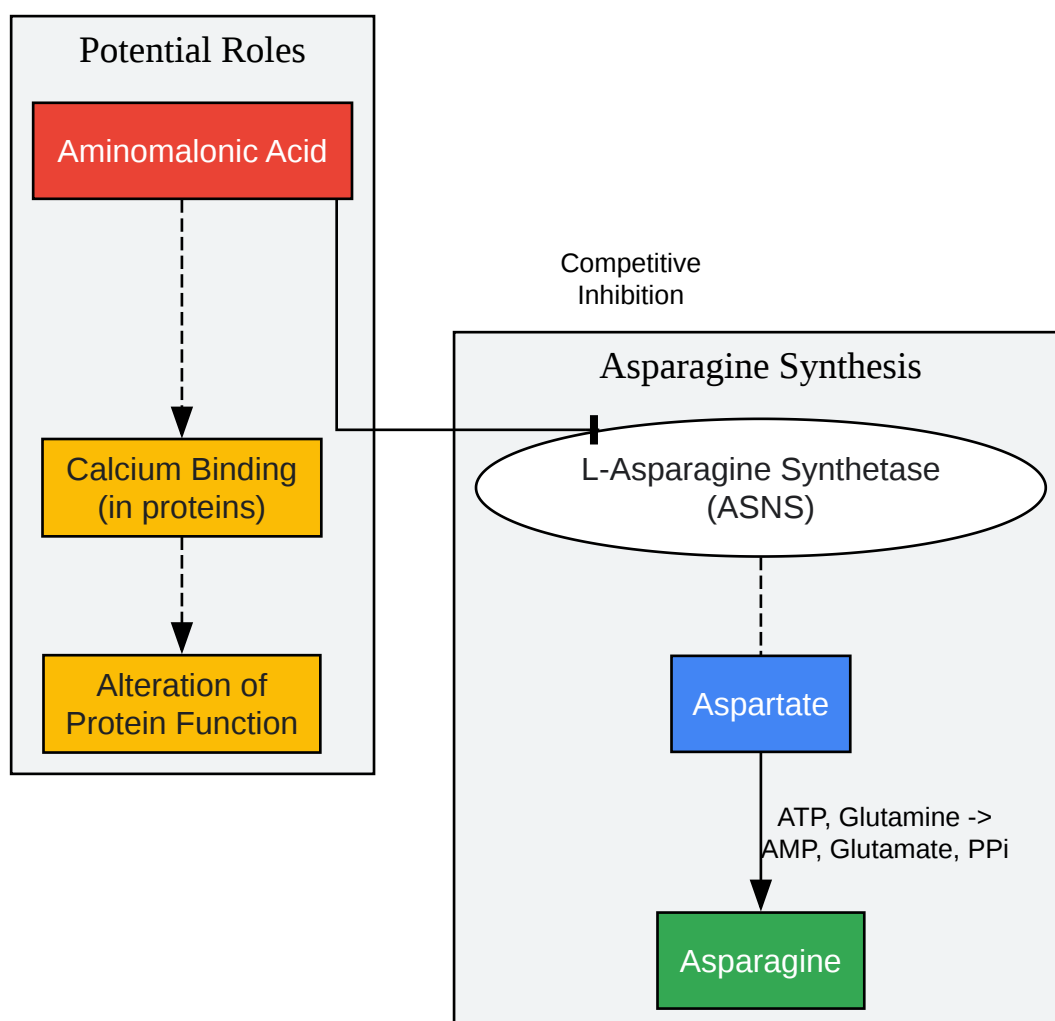 Potential Roles
Aminomalonic Acid
Calcium Binding
(in proteins)
Alteration of
Protein Function
Competitive
Inhibition
Asparagine Synthesis
L-Asparagine Synthetase
(ASNS)
Aspartate
ATP, Glutamine ->
AMP, Glutamate, PPi
Asparagine